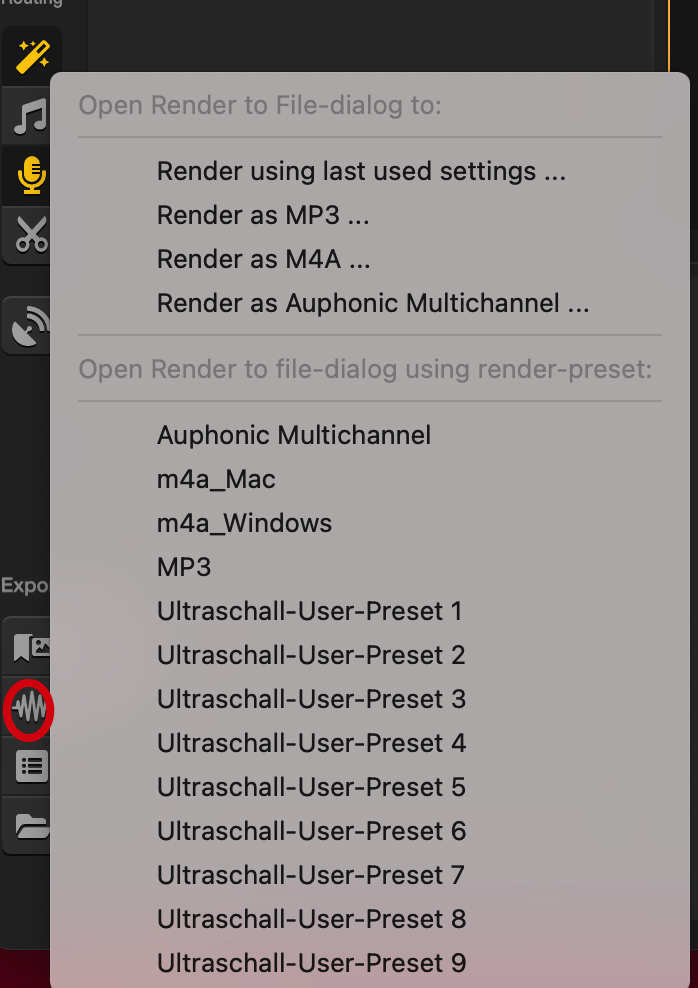 Open Render to File-dialog to:
Render using last used settings ...
Render as MP3 ...
Render as M4A ...
Render as Auphonic Multichannel ...
Open Render to file-dialog using render-preset:
Auphonic Multichannel
m4a_Mac
m4a_Windows
MP3
Ultraschall-User-Preset 1
Ultraschall-User-Preset 2
Ultraschall-User-Preset 3
Ultraschall-User-Preset 4
Ultraschall-User-Preset 5
Ultraschall-User-Preset 6
Ultraschall-User-Preset 7
Ultraschall-User-Preset 8
Ultraschall-User-Preset 9